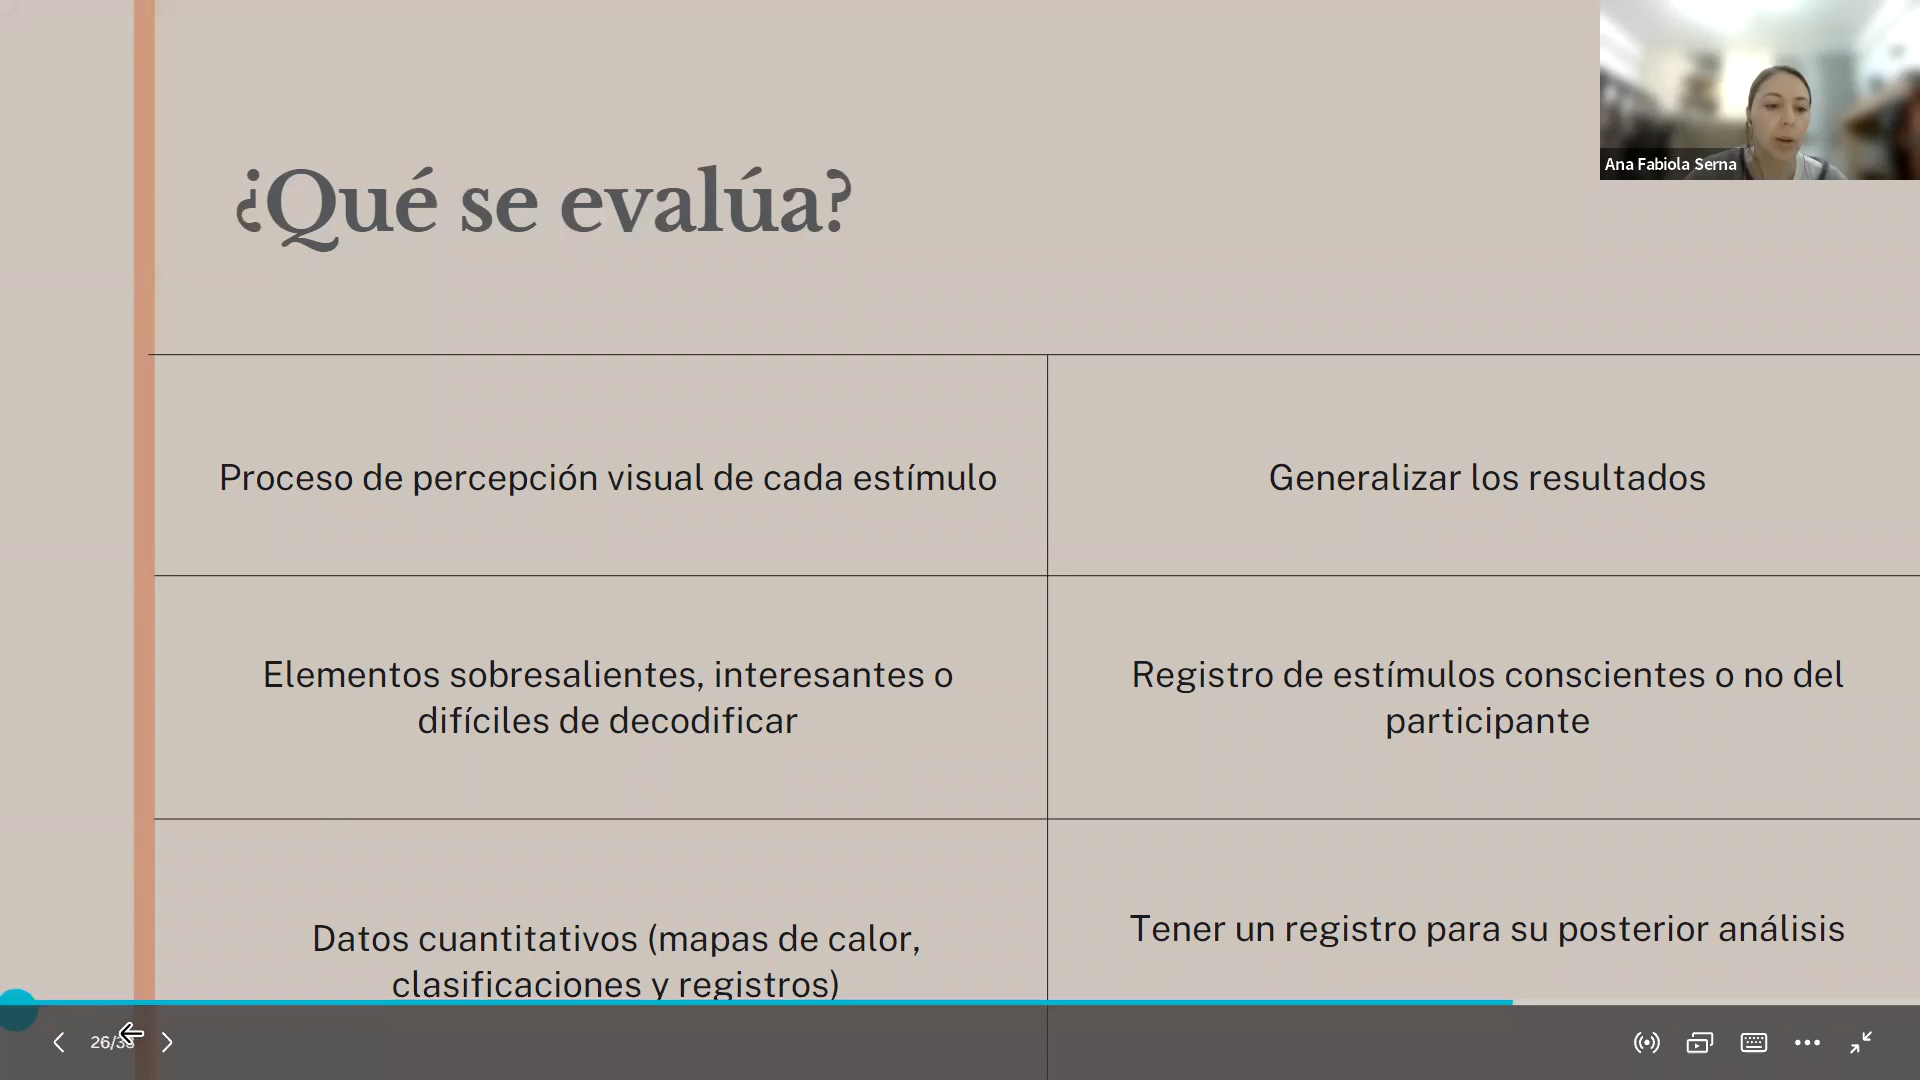 Ana Fabiola Serna
¿Qué se evalúa?
Proceso de percepción visual de cada estímulo
Generalizar los resultados
Elementos sobresalientes, interesantes o
difíciles de decodificar
Registro de estímulos conscientes o no del
participante
Datos cuantitativos (mapas de calor,
clasificaciones y registros)
Tener un registro para su posterior análisis